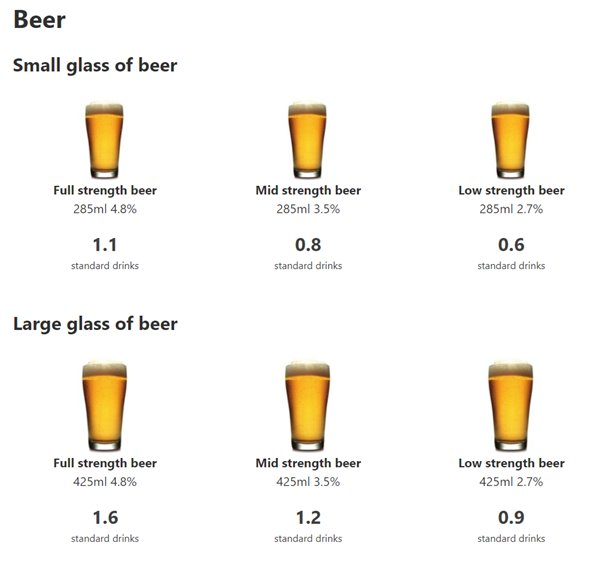 Beer
Small glass of beer
Full strength beer
285ml 4.8%
1.1
standard drinks
Mid strength beer
285ml 3.5%
0.8
standard drinks
Low strength beer
285ml 2.7%
0.6
standard drinks
Large glass of beer
Full strength beer
425ml 4.8%
1.6
standard drinks
Mid strength beer
425ml 3.5%
1.2
standard drinks
Low strength beer
425ml 2.7%
0.9
standard drinks